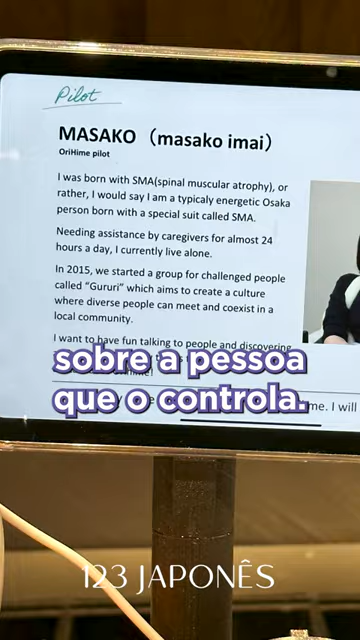 Pilot
MASAKO （masako imai）
OriHime pilot
I was born with SMA(spinal muscular atrophy), or
rather, I would say I am a typicaly energetic Osaka
person born with a special suit called SMA.
Needing assistance by caregivers for almost 24
hours a day, I currently live alone.
In 2015, we started a group for challenged people
called “Gururi” which aims to create a culture
where diverse people can meet and coexist in a
local community.
I want to have fun talking to people and discovering
sobre a pessoa
que o controla.
me. I will
123 JAPONÊS